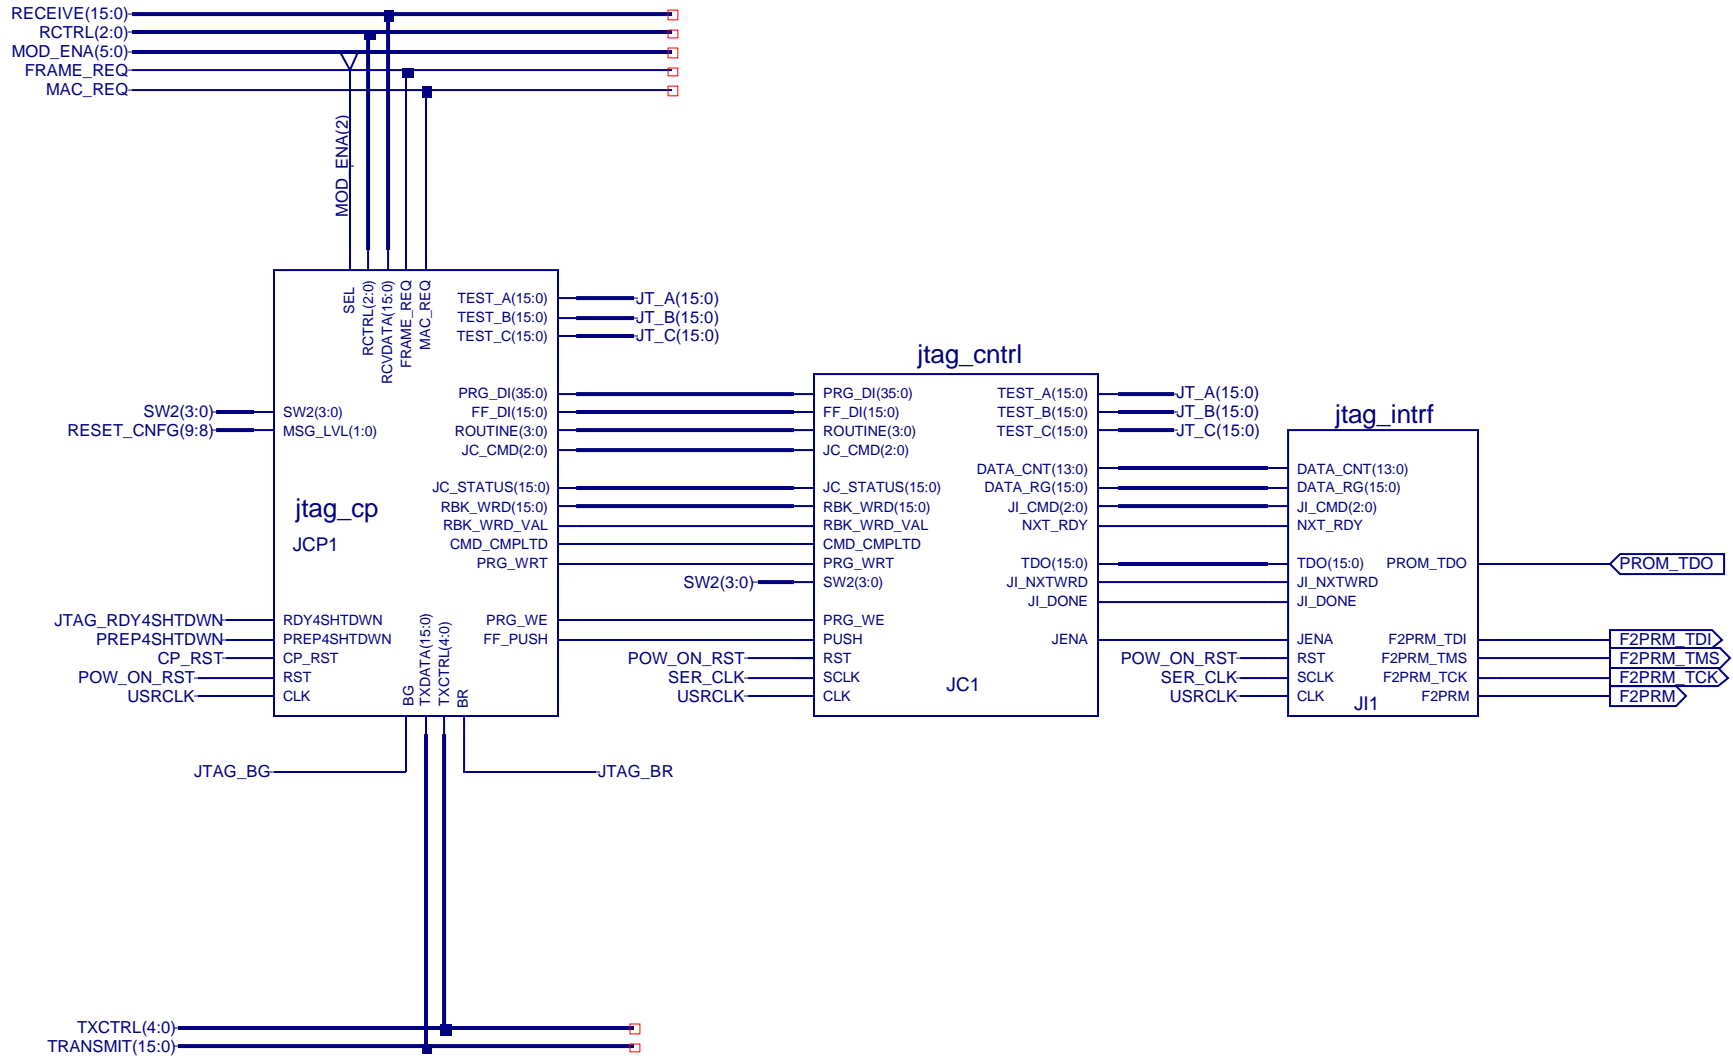 RECEIVE(15:0)
RCTRL(2:0)
MOD_ENA(5:0)
FRAME_REQ
MAC_REQ
MOD_ENA(2)
SEL
RCTRL(2:0)
RCVDATA(15:0)
FRAME_REQ
MAC_REQ
TEST_A(15:0)
JT_A(15:0)
TEST_B(15:0)
JT_B(15:0)
TEST_C(15:0)
JT_C(15:0)
PRG_DI(35:0)
FF_DI(15:0)
ROUTINE(3:0)
JC_CMD(2:0)
JC_STATUS(15:0)
RBK_WRD(15:0)
RBK_WRD_VAL
CMD_CMPLTD
PRG_WRT
PRG_WE
FF_PUSH
SW2(3:0)
SW2(3:0)
RESET_CNFG(9:8)
MSG_LVL(1:0)
jtag_cp
JCP1
JTAG_RDY4SHTDWN
RDY4SHTDWN
PREP4SHTDWN
PREP4SHTDWN
CP_RST
CP_RST
POW_ON_RST
RST
USRCLK
CLK
BG
TXDATA(15:0)
TXCTRL(4:0)
BR
JTAG_BG
JTAG_BR
jtag_cntrl
PRG_DI(35:0)
FF_DI(15:0)
ROUTINE(3:0)
JC_CMD(2:0)
JC_STATUS(15:0)
RBK_WRD(15:0)
RBK_WRD_VAL
CMD_CMPLTD
PRG_WRT
SW2(3:0)
SW2(3:0)
PRG_WE
PUSH
POW_ON_RST
RST
SER_CLK
SCLK
USRCLK
CLK
TEST_A(15:0)
JT_A(15:0)
TEST_B(15:0)
JT_B(15:0)
TEST_C(15:0)
JT_C(15:0)
DATA_CNT(13:0)
DATA_RG(15:0)
JI_CMD(2:0)
NXT_RDY
TDO(15:0)
JI_NXTWRD
JI_DONE
JENA
JC1
jtag_intrf
DATA_CNT(13:0)
DATA_RG(15:0)
JI_CMD(2:0)
NXT_RDY
TDO(15:0)
JI_NXTWRD
JI_DONE
JENA
POW_ON_RST
RST
SER_CLK
SCLK
USRCLK
CLK
PROM_TDO
PROM_TDO
F2PRM_TDI
F2PRM_TDI
F2PRM_TMS
F2PRM_TMS
F2PRM_TCK
F2PRM_TCK
F2PRM
F2PRM
JI1
TXCTRL(4:0)
TRANSMIT(15:0)